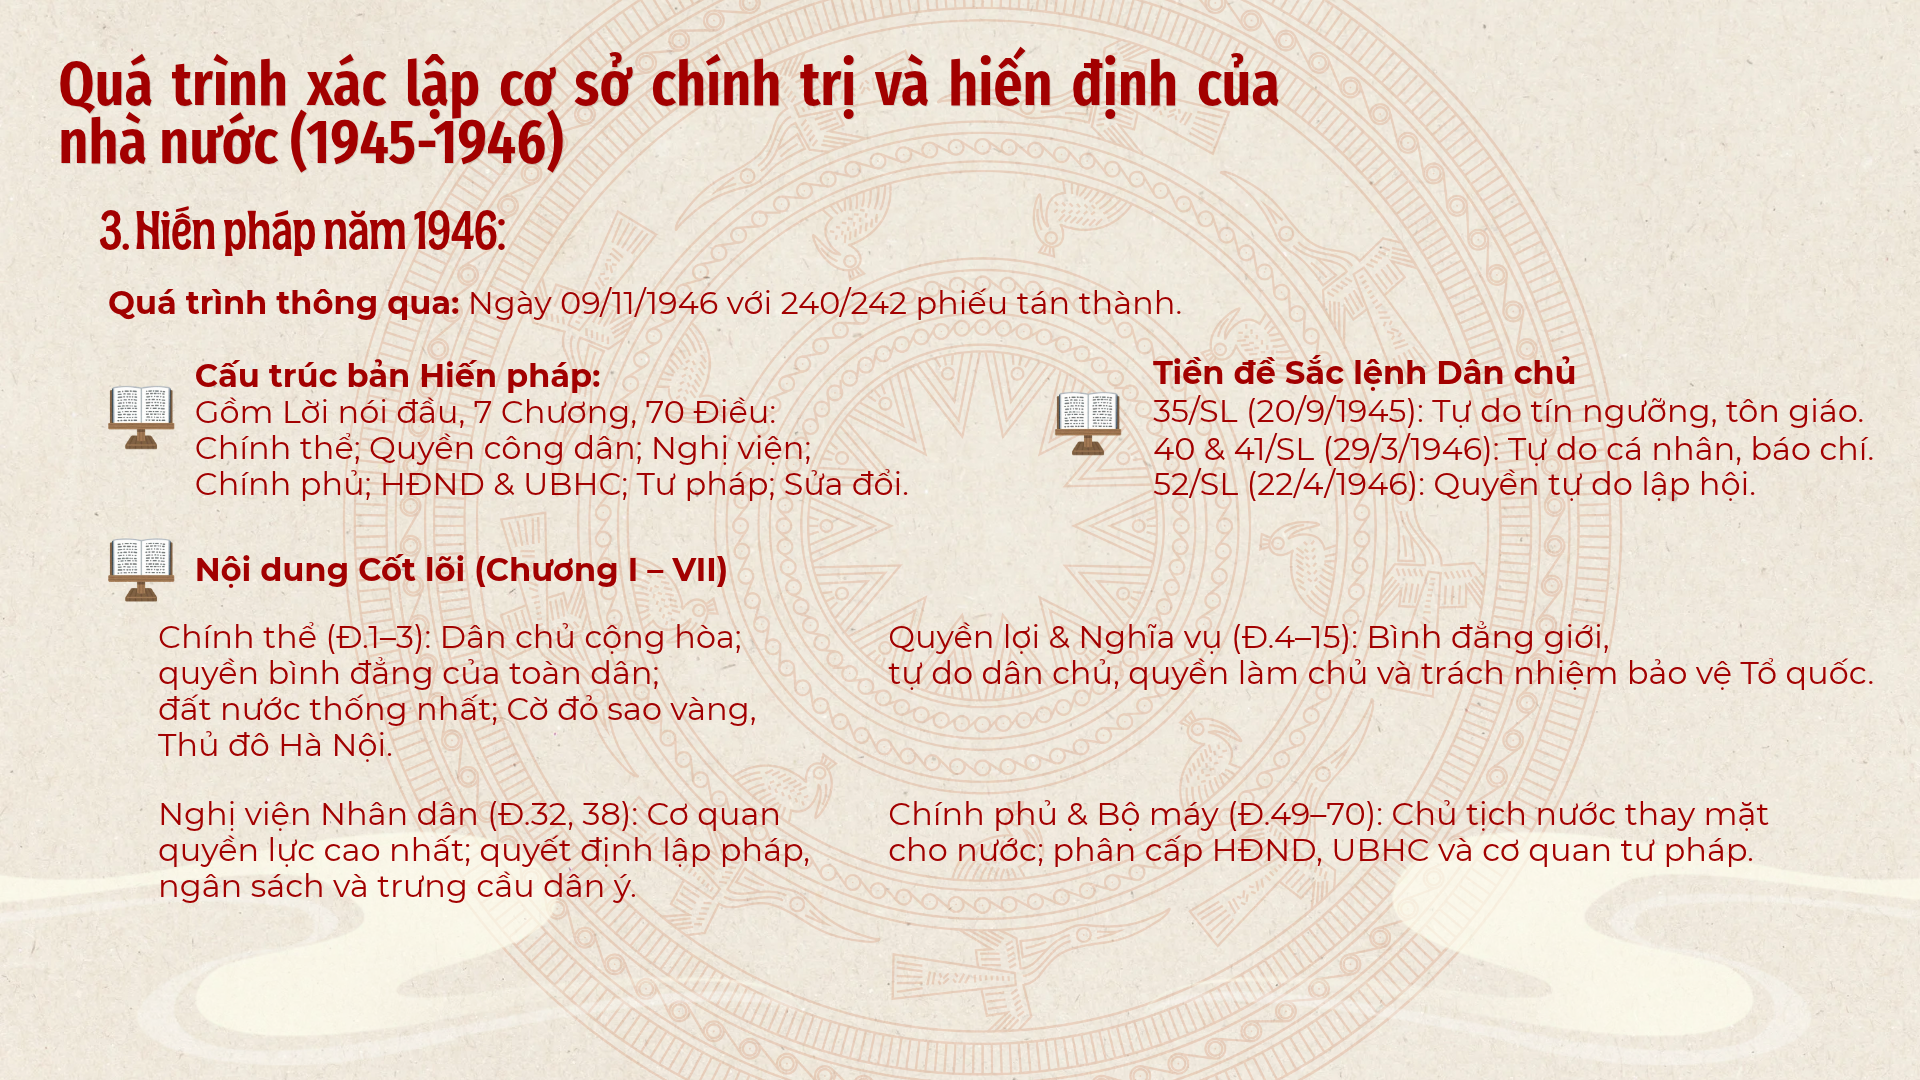 Quá trình xác lập cơ sở chính trị và hiến định của
nhà nước (1945-1946)
3. Hiến pháp năm 1946:
Quá trình thông qua: Ngày 09/11/1946 với 240/242 phiếu tán thành.
Cấu trúc bản Hiến pháp:
Gồm Lời nói đầu, 7 Chương, 70 Điều:
Chính thể; Quyền công dân; Nghị viện;
Chính phủ; HĐND & UBHC; Tư pháp; Sửa đổi.
Tiền đề Sắc lệnh Dân chủ
35/SL (20/9/1945): Tự do tín ngưỡng, tôn giáo.
40 & 41/SL (29/3/1946): Tự do cá nhân, báo chí.
52/SL (22/4/1946): Quyền tự do lập hội.
Nội dung Cốt lõi (Chương I – VII)
Chính thể (Đ.1–3): Dân chủ cộng hòa;
quyền bình đẳng của toàn dân;
đất nước thống nhất; Cờ đỏ sao vàng,
Thủ đô Hà Nội.
Quyền lợi & Nghĩa vụ (Đ.4–15): Bình đẳng giới,
tự do dân chủ, quyền làm chủ và trách nhiệm bảo vệ Tổ quốc.
Nghị viện Nhân dân (Đ.32, 38): Cơ quan
quyền lực cao nhất; quyết định lập pháp,
ngân sách và trưng cầu dân ý.
Chính phủ & Bộ máy (Đ.49–70): Chủ tịch nước thay mặt
cho nước; phân cấp HĐND, UBHC và cơ quan tư pháp.